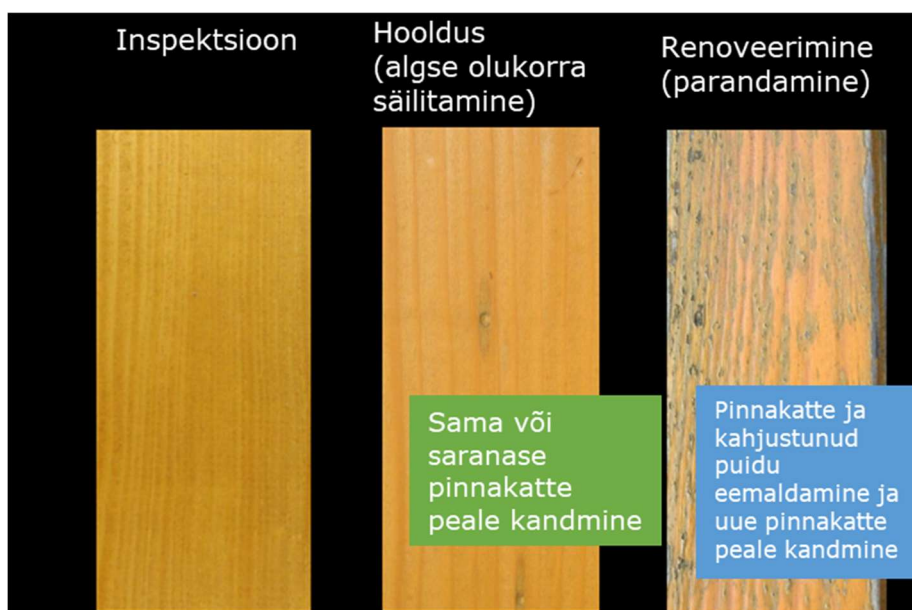 Inspektsioon
Hooldus
(algse olukorra
säilitamine)
Renoveerimine
(parandamine)
Sama või
saranase
pinnakatte
peale kandmine
Pinnakatte ja
kahjustunud
puidu
eemaldamine ja
uue pinnakatte
peale kandmine